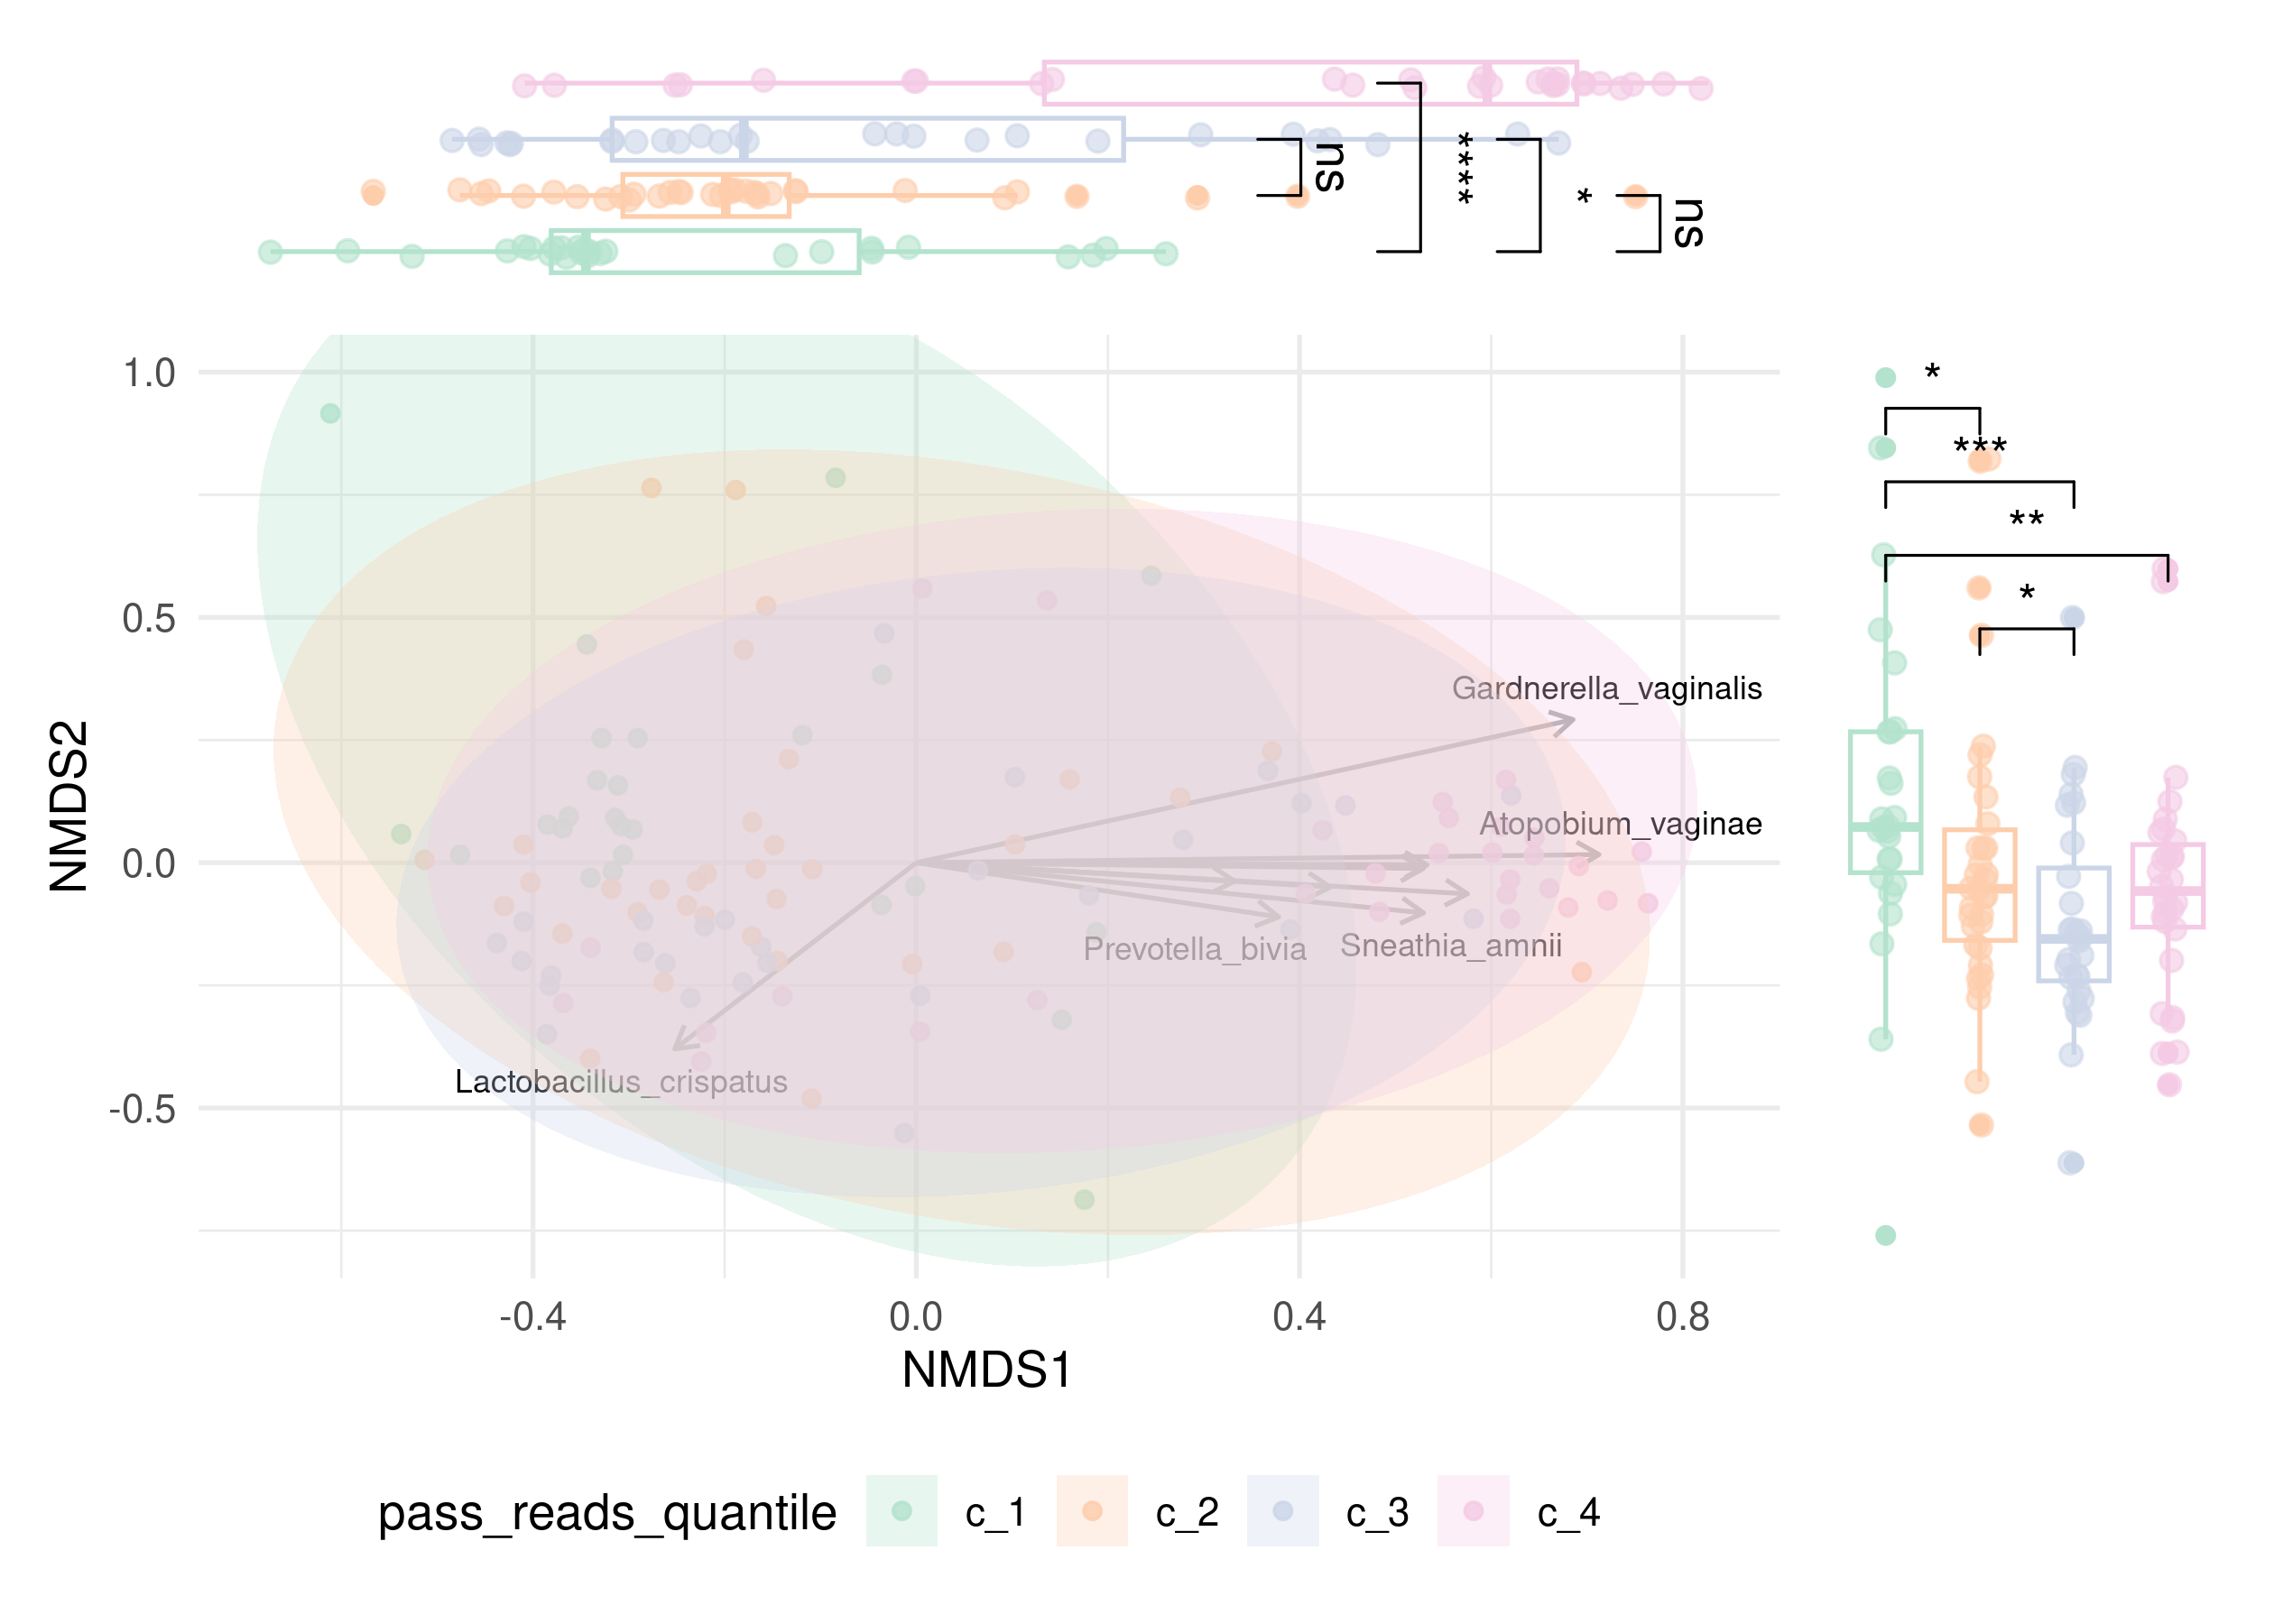 ns
****
*
ns
1.0
0.5
0.0
-0.5
NMDS2
Gardnerella_vaginalis
Atopobium_vaginae
Prevotella_bivia
Sneathia_amnii
Lactobacillus_crispatus
*
***
**
*
-0.4
0.0
0.4
0.8
NMDS1
pass_reads_quantile c_1 c_2 c_3 c_4